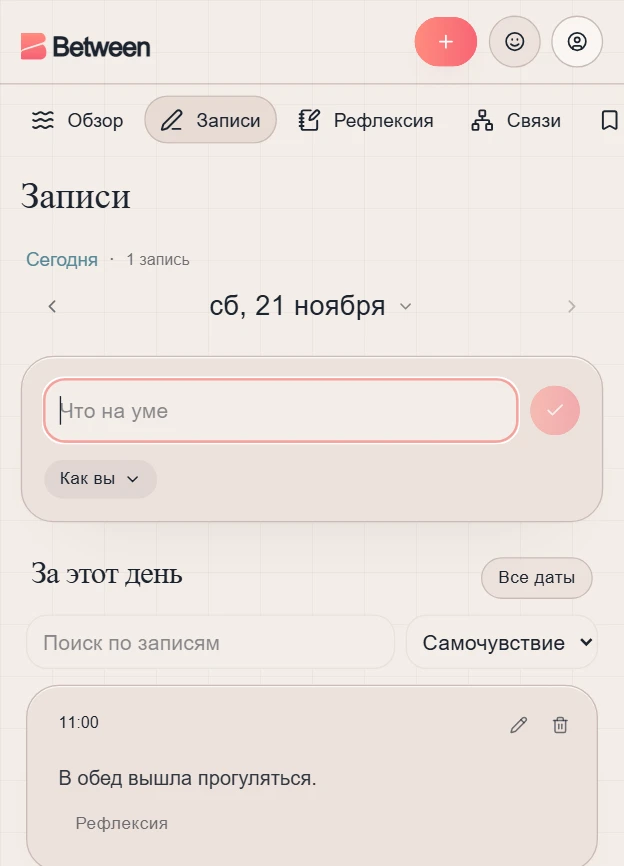 Between
Обзор Записи Рефлексия Связи
Записи
Сегодня · 1 запись
сб, 21 ноября
Что на уме
Как вы
За этот день
Все даты
Поиск по записям
Самочувствие
11:00
В обед вышла прогуляться.
Рефлексия